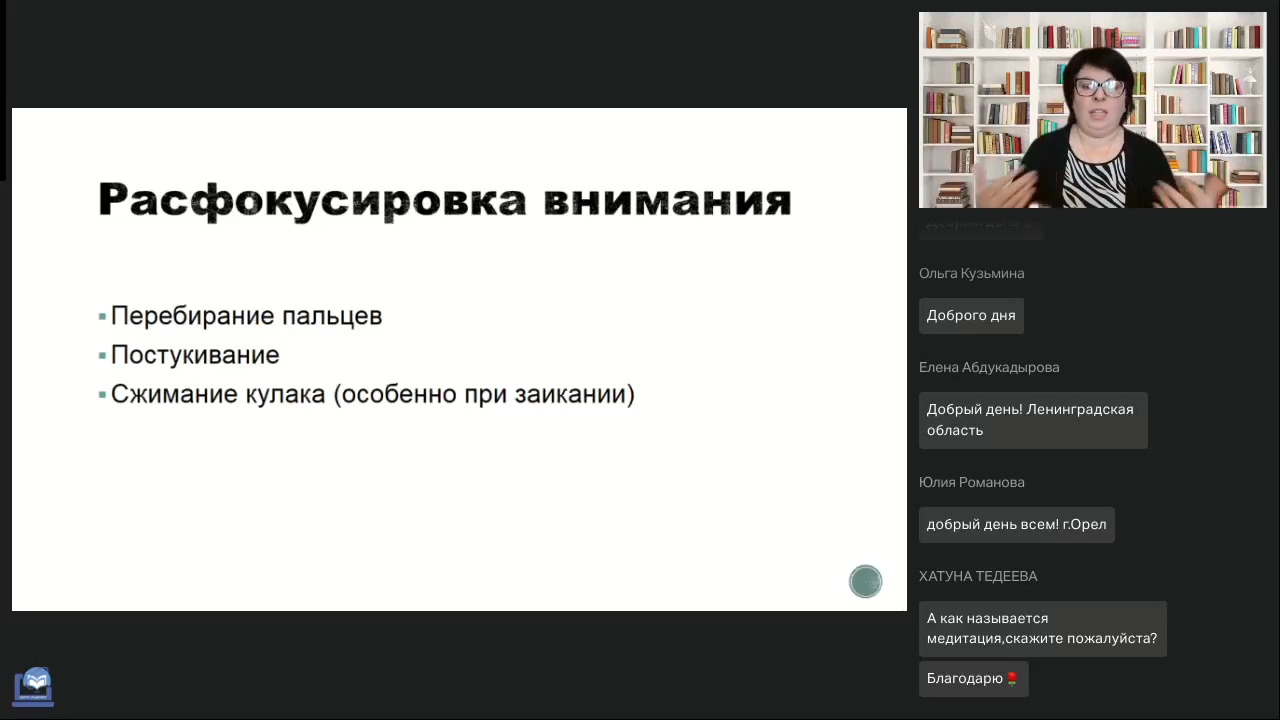 Расфокусировка внимания
Перебирание пальцев
Постукивание
Сжимание кулака (особенно при заикании)
Ольга Кузьмина
Доброго дня
Елена Абдукадырова
Добрый день! Ленинградская
область
Юлия Романова
добрый день всем! г.Орел
ХАТУНА ТЕДЕЕВА
А как называется
медитация,скажите пожалуйста?
Благодарю🌹